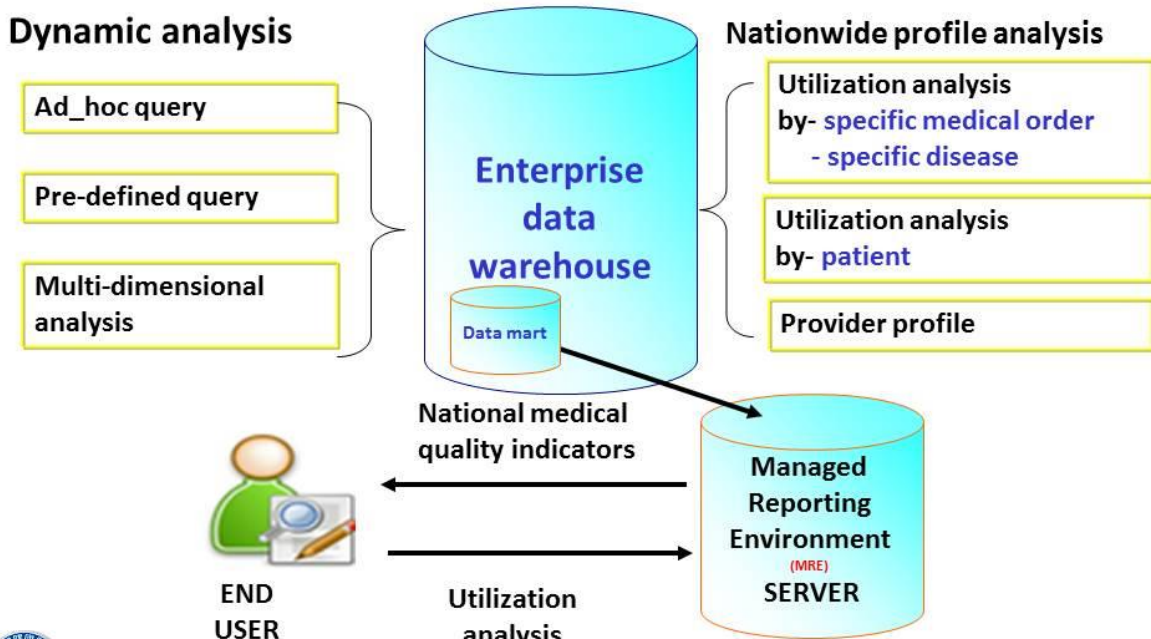 Dynamic analysis
Ad_hoc query
Pre-defined query
Multi-dimensional
analysis
Enterprise
data
warehouse
Data mart
Nationwide profile analysis
Utilization analysis
by- specific medical order
- specific disease
Utilization analysis
by- patient
Provider profile
National medical
quality indicators
Managed
Reporting
Environment
(MRE)
SERVER
END
USER
Utilization
analysis